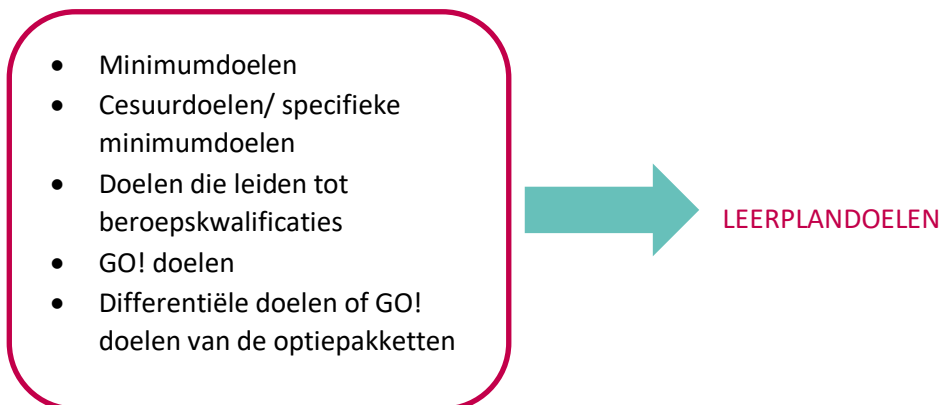 • Minimumdoelen
• Cesuurdoelen/ specifieke
minimumdoelen
• Doelen die leiden tot
beroepskwalificaties
• GO! doelen
• Differentiële doelen of GO!
doelen van de optiepakketten
LEERPLANDOELEN